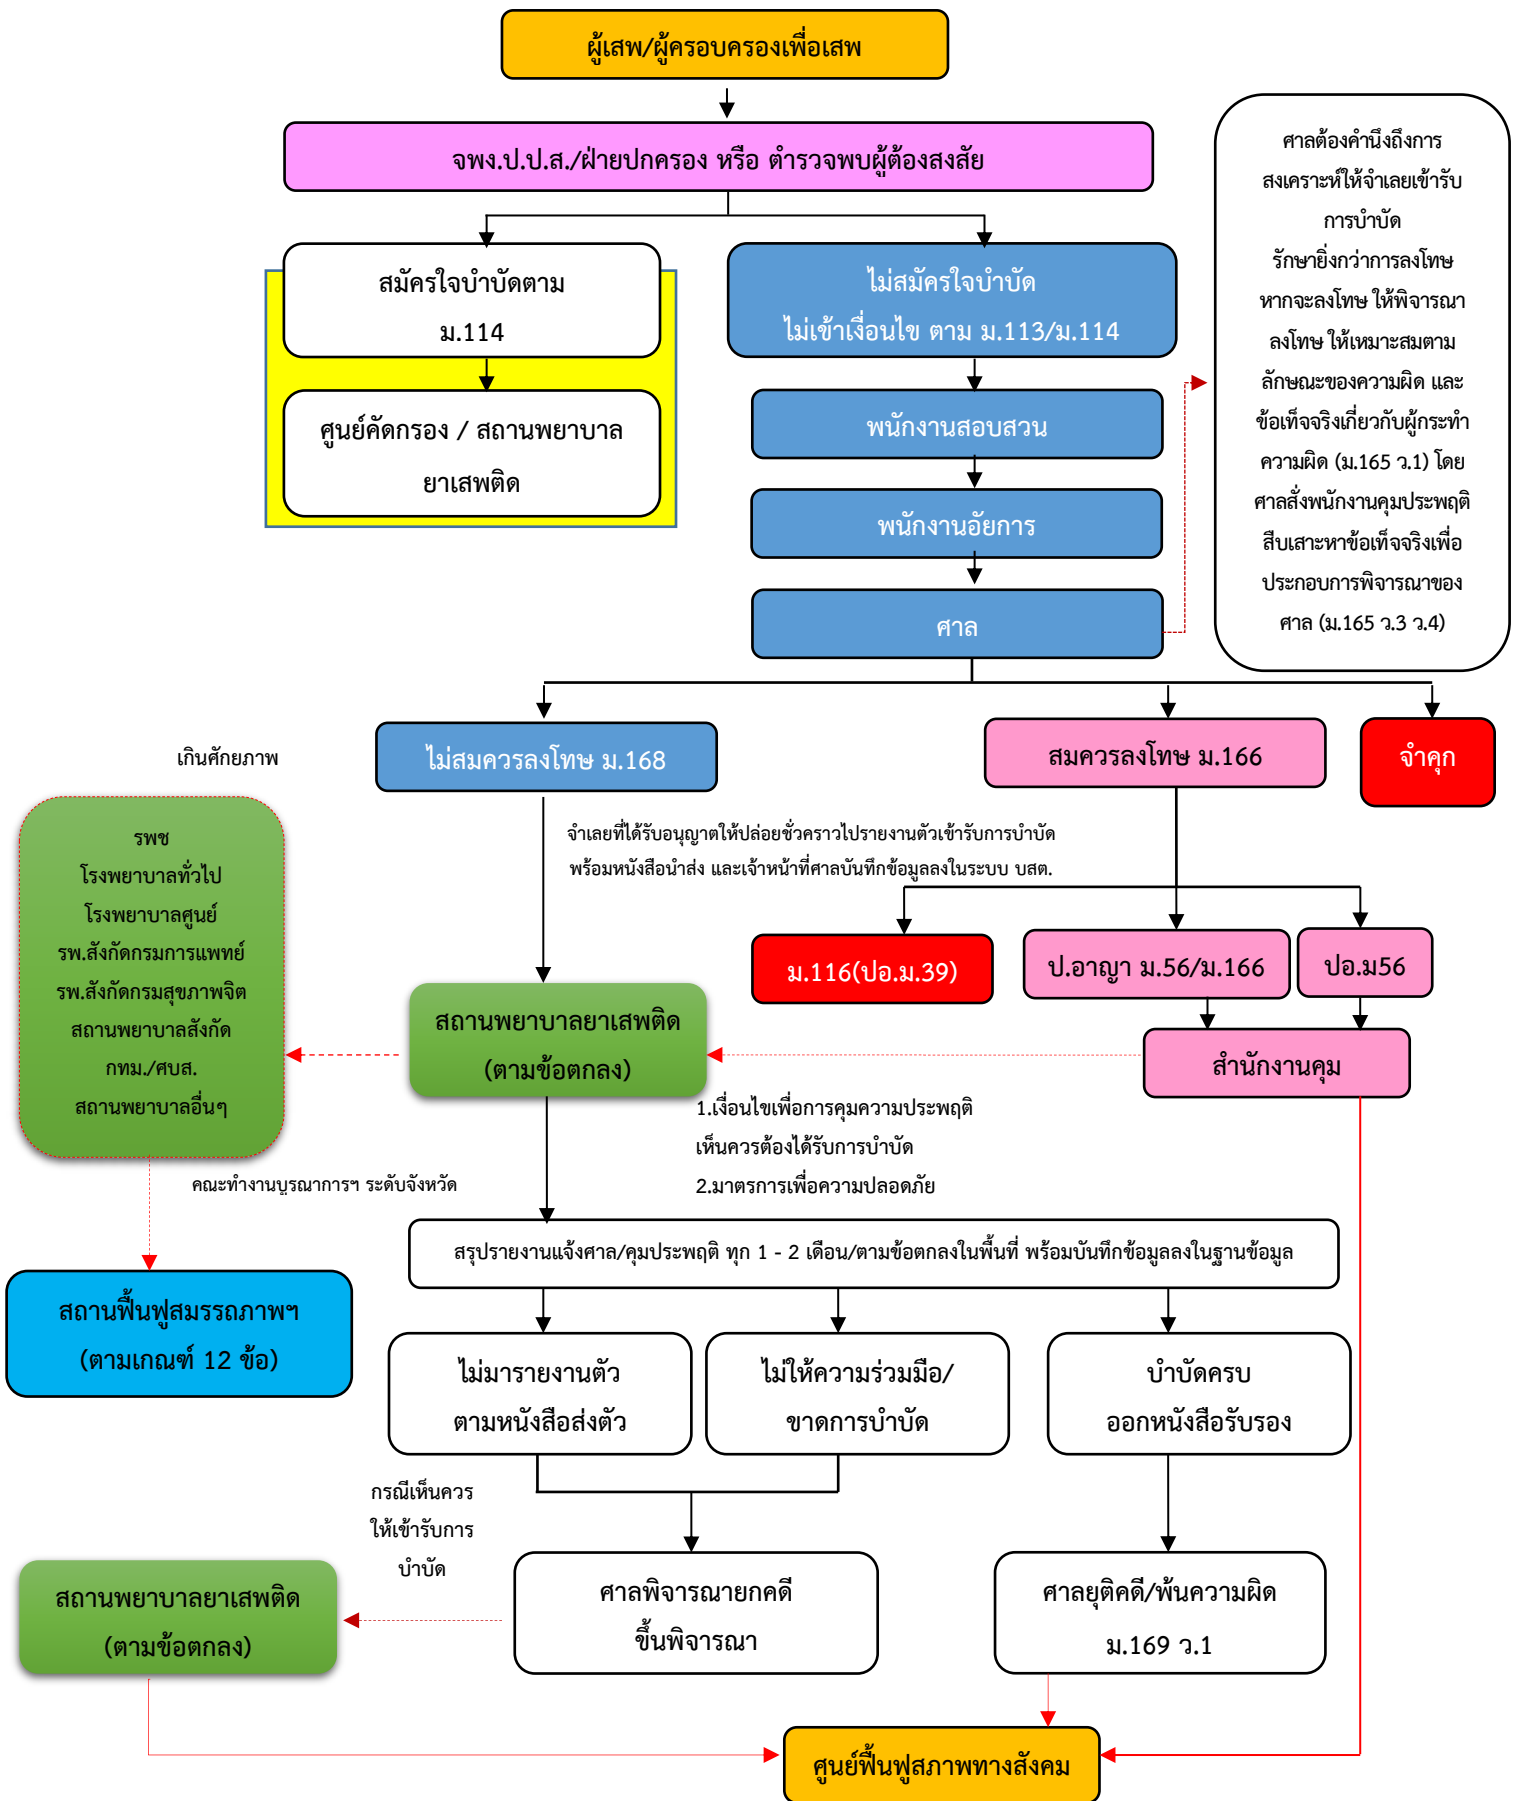 ผู้เสพ/ผู้ครอบครองเพื่อเสพ
จพง.ป.ป.ส./ฝ่ายปกครอง หรือ ตำรวจพบผู้ต้องสงสัย
สมัครใจบำบัดตาม
ม.114
ศูนย์คัดกรอง / สถานพยาบาล
ยาเสพติด
ไม่สมัครใจบำบัด
ไม่เข้าเงื่อนไข ตาม ม.113/ม.114
พนักงานสอบสวน
พนักงานอัยการ
ศาล
ศาลต้องคำนึงถึงการ
สงเคราะห์ให้จำเลยเข้ารับ
การบำบัด
รักษายิ่งกว่าการลงโทษ
หากจะลงโทษ ให้พิจารณา
ลงโทษ ให้เหมาะสมตาม
ลักษณะของความผิด และ
ข้อเท็จจริงเกี่ยวกับผู้กระทำ
ความผิด (ม.165 ว.1) โดย
ศาลสั่งพนักงานคุมประพฤติ
สืบเสาะหาข้อเท็จจริงเพื่อ
ประกอบการพิจารณาของ
ศาล (ม.165 ว.3 ว.4)
ไม่สมควรลงโทษ ม.168
สมควรลงโทษ ม.166
จำคุก
เกินศักยภาพ
รพช
โรงพยาบาลทั่วไป
โรงพยาบาลศูนย์
รพ.สังกัดกรมการแพทย์
รพ.สังกัดกรมสุขภาพจิต
สถานพยาบาลสังกัด
กทม./ศบส.
สถานพยาบาลอื่นๆ
จำเลยที่ได้รับอนุญาตให้ปล่อยชั่วคราวไปรายงานตัวเข้ารับการบำบัด
พร้อมหนังสือนำส่ง และเจ้าหน้าที่ศาลบันทึกข้อมูลลงในระบบ บสต.
ม.116(ปอ.ม.39)
ป.อาญา ม.56/ม.166
ปอ.ม56
สถานพยาบาลยาเสพติด
(ตามข้อตกลง)
สำนักงานคุม
1.เงื่อนไขเพื่อการคุมความประพฤติ
เห็นควรต้องได้รับการบำบัด
2.มาตรการเพื่อความปลอดภัย
คณะทำงานบูรณาการฯ ระดับจังหวัด
สรุปรายงานแจ้งศาล/คุมประพฤติ ทุก 1 - 2 เดือน/ตามข้อตกลงในพื้นที่ พร้อมบันทึกข้อมูลลงในฐานข้อมูล
สถานฟื้นฟูสมรรถภาพฯ
(ตามเกณฑ์ 12 ข้อ)
ไม่มารายงานตัว
ตามหนังสือส่งตัว
ไม่ให้ความร่วมมือ/
ขาดการบำบัด
บำบัดครบ
ออกหนังสือรับรอง
กรณีเห็นควร
ให้เข้ารับการ
บำบัด
สถานพยาบาลยาเสพติด
(ตามข้อตกลง)
ศาลพิจารณายกคดี
ขึ้นพิจารณา
ศาลยุติคดี/พ้นความผิด
ม.169 ว.1
ศูนย์ฟื้นฟูสภาพทางสังคม